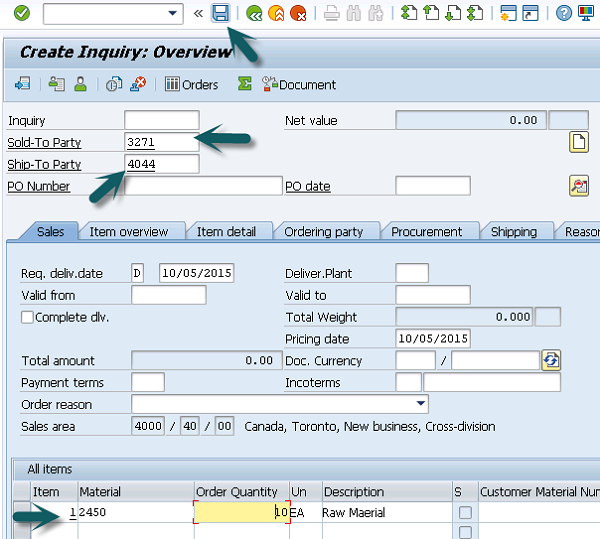 Create Inquiry: Overview
Orders Document
Inquiry Net value 0.00
Sold-To Party 3271
Ship-To Party 4044
PO Number PO date
Sales Item overview Item detail Ordering party Procurement Shipping Reaso
Req. deliv.date D 10/05/2015 Deliver.Plant
Valid from Valid to
Complete dlv. Total Weight 0.000
Pricing date 10/05/2015
Total amount 0.00 Doc. Currency /
Payment terms Incoterms
Order reason
Sales area 4000 / 40 / 00 Canada, Toronto, New business, Cross-division
All items
Item Material Order Quantity Un Description S Customer Material Num
1 2450 10 EA Raw Maerial